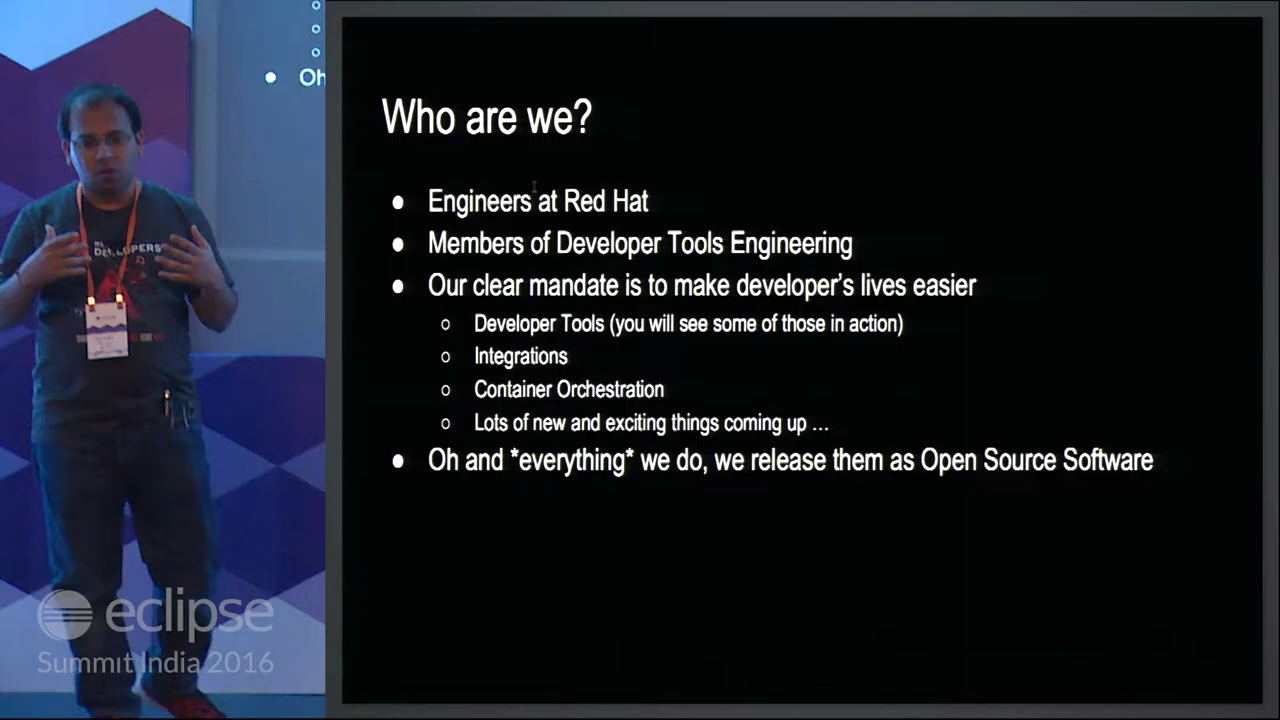 Oh
DEVELOPERS
eclipse
Summit India 2016
Who are we?
● Engineers at Red Hat
● Members of Developer Tools Engineering
● Our clear mandate is to make developer's lives easier
o Developer Tools (you will see some of those in action)
o Integrations
o Container Orchestration
o Lots of new and exciting things coming up ...
● Oh and *everything* we do, we release them as Open Source Software